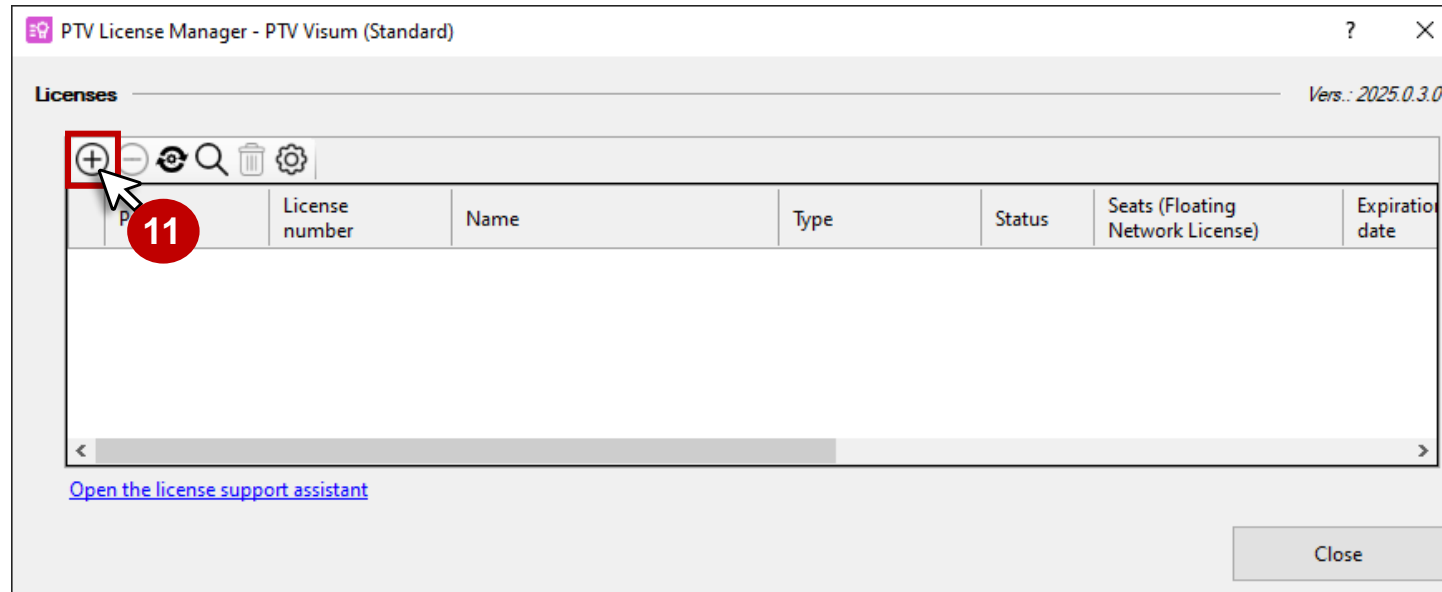 PTV License Manager - PTV Visum (Standard)
?
Licenses
Vers.: 2025.0.3.0
11
License
number
Name
Type
Status
Seats (Floating
Network License)
Expiration
date
Open the license support assistant
Close